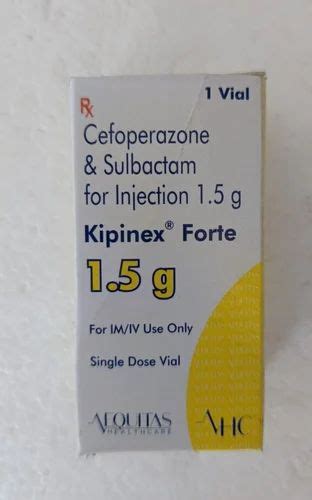 Rx
1 Vial
Cefoperazone
& Sulbactam
for Injection 1.5 g
Kipinex® Forte
1.5 g
For IM/IV Use Only
Single Dose Vial
AEQUITAS
HEALTHCARE
AHC